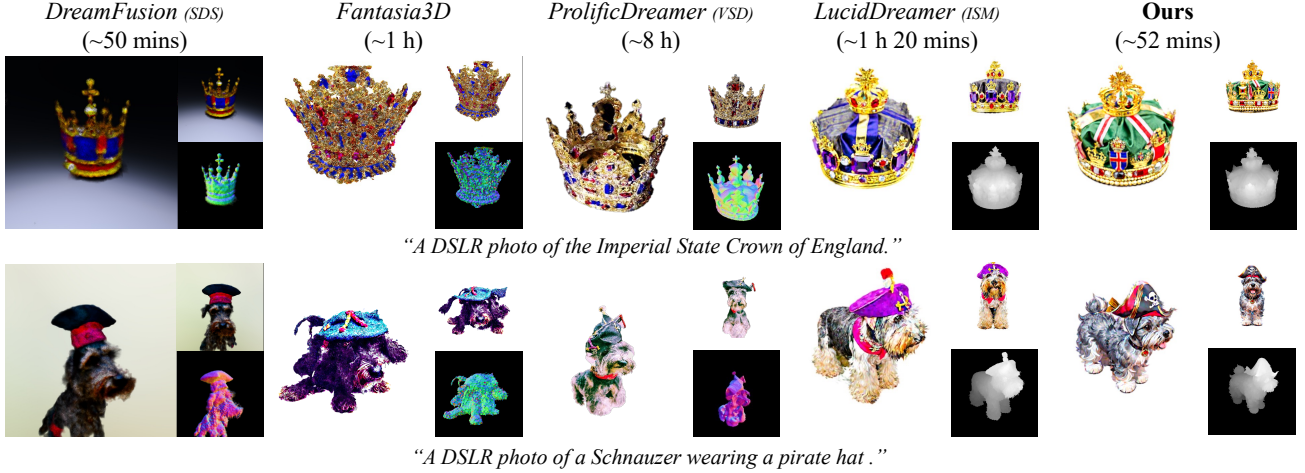 DreamFusion (SDS) Fantasia3D ProlificDreamer (VSD) LucidDreamer (ISM) Ours
(~50 mins) (~1 h) (~8 h) (~1 h 20 mins) (~52 mins)
“A DSLR photo of the Imperial State Crown of England.”
“A DSLR photo of a Schnauzer wearing a pirate hat .”